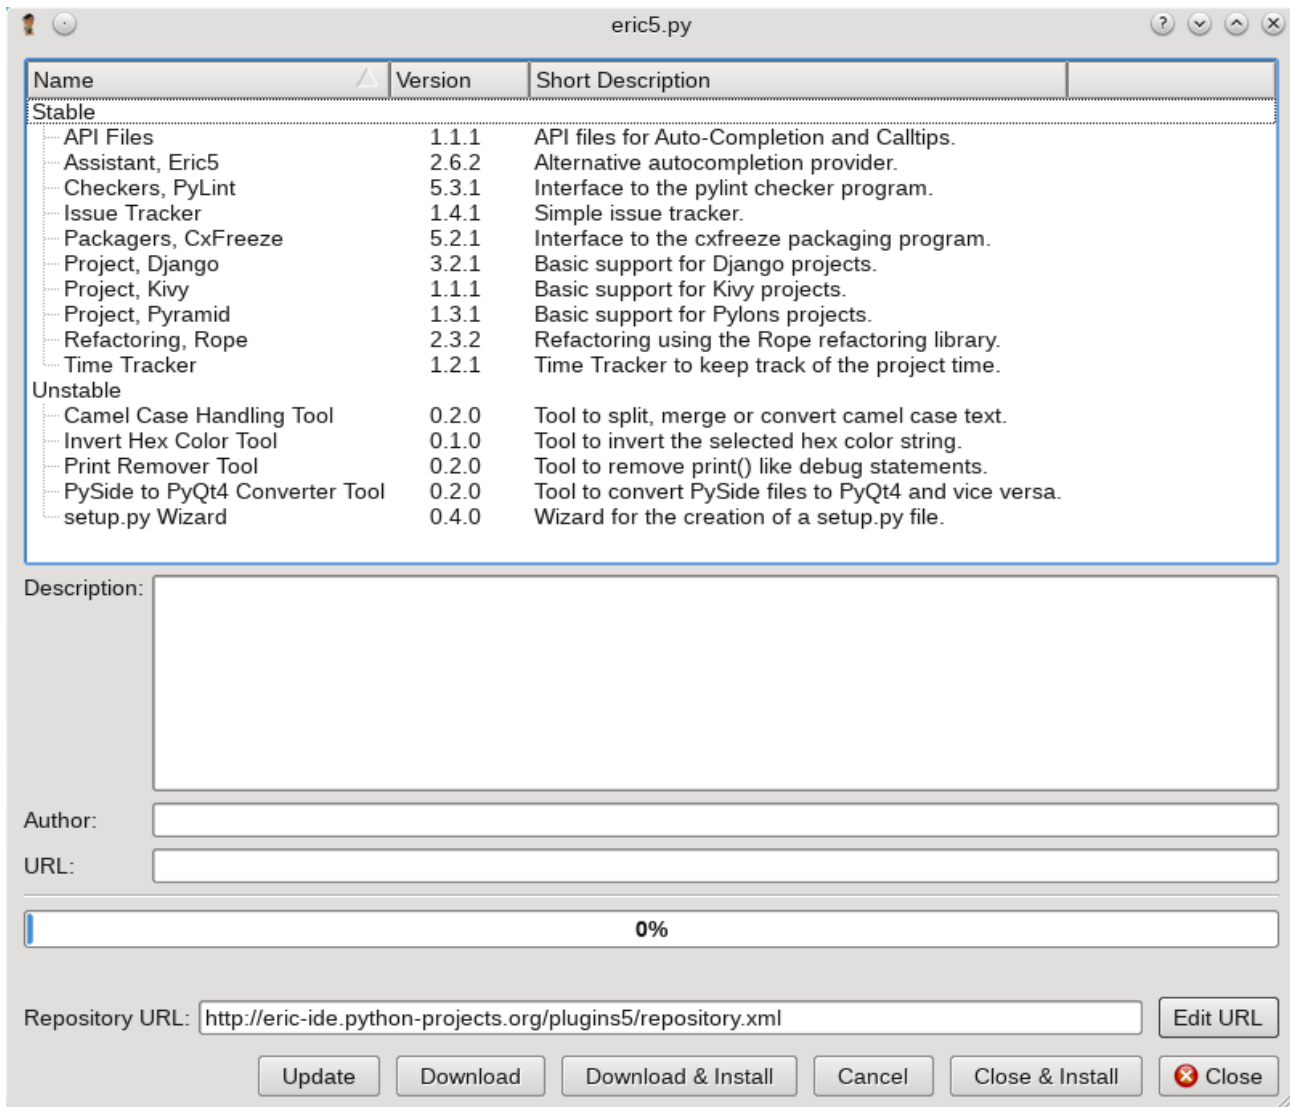 eric5.py
Name Version Short Description
Stable
API Files 1.1.1 API files for Auto-Completion and Calltips.
Assistant, Eric5 2.6.2 Alternative autocompletion provider.
Checkers, PyLint 5.3.1 Interface to the pylint checker program.
Issue Tracker 1.4.1 Simple issue tracker.
Packagers, CxFreeze 5.2.1 Interface to the cxfreeze packaging program.
Project, Django 3.2.1 Basic support for Django projects.
Project, Kivy 1.1.1 Basic support for Kivy projects.
Project, Pyramid 1.3.1 Basic support for Pylons projects.
Refactoring, Rope 2.3.2 Refactoring using the Rope refactoring library.
Time Tracker 1.2.1 Time Tracker to keep track of the project time.
Unstable
Camel Case Handling Tool 0.2.0 Tool to split, merge or convert camel case text.
Invert Hex Color Tool 0.1.0 Tool to invert the selected hex color string.
Print Remover Tool 0.2.0 Tool to remove print() like debug statements.
PySide to PyQt4 Converter Tool 0.2.0 Tool to convert PySide files to PyQt4 and vice versa.
setup.py Wizard 0.4.0 Wizard for the creation of a setup.py file.
Description:
Author:
URL:
0%
Repository URL: http://eric-ide.python-projects.org/plugins5/repository.xml Edit URL
Update Download Download & Install Cancel Close & Install Close